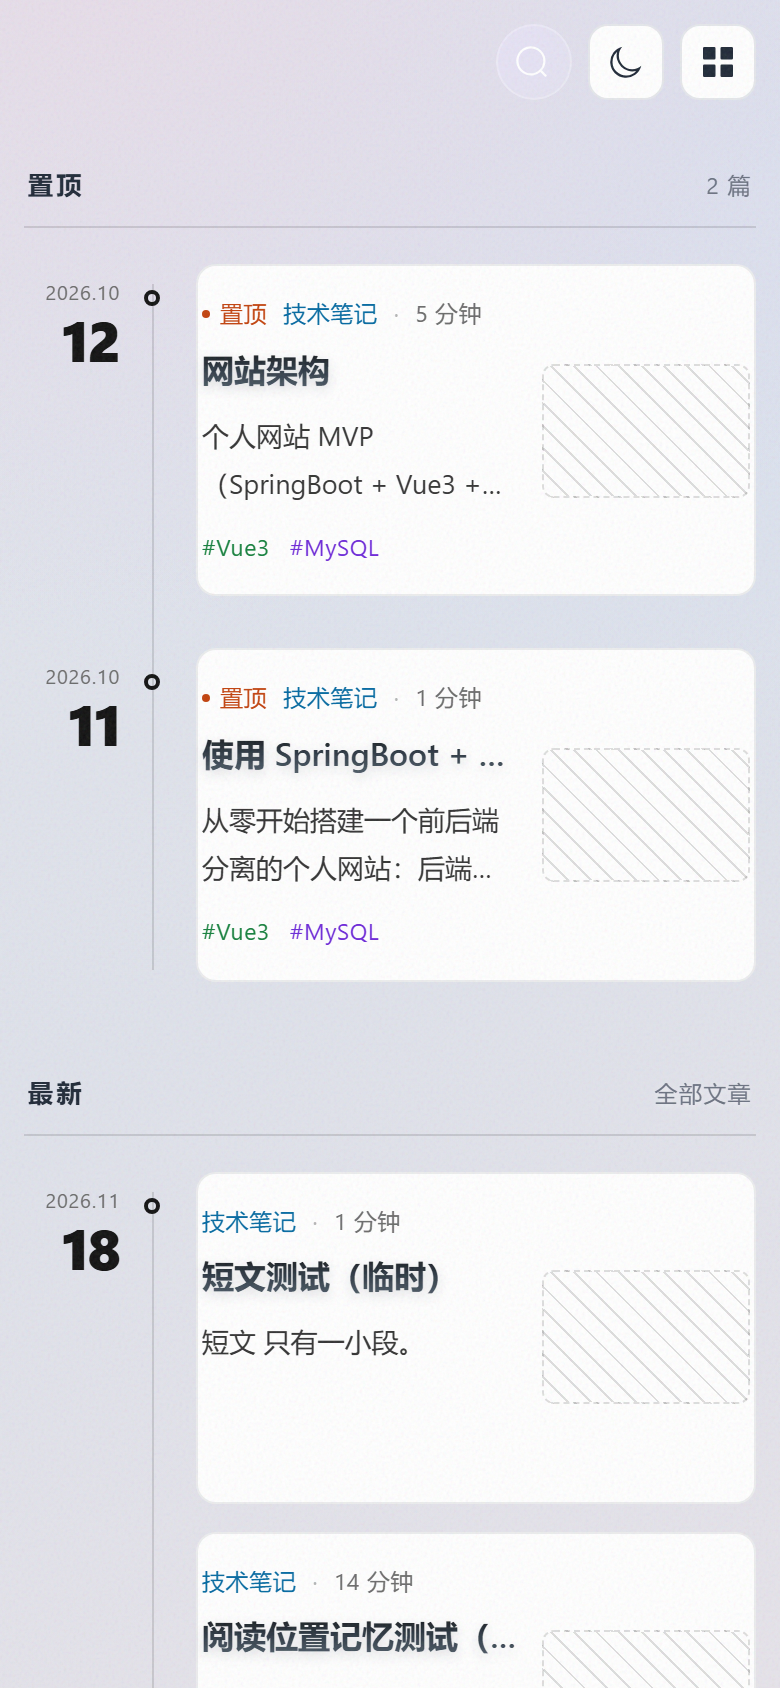 置顶
2 篇
2026.10
12
置顶 技术笔记 · 5 分钟
网站架构
个人网站 MVP
（SpringBoot + Vue3 +...
#Vue3 #MySQL
2026.10
11
置顶 技术笔记 · 1 分钟
使用 SpringBoot + ...
从零开始搭建一个前后端
分离的个人网站：后端...
#Vue3 #MySQL
最新
全部文章
2026.11
18
技术笔记 · 1 分钟
短文测试（临时）
短文 只有一小段。
技术笔记 · 14 分钟
阅读位置记忆测试（...